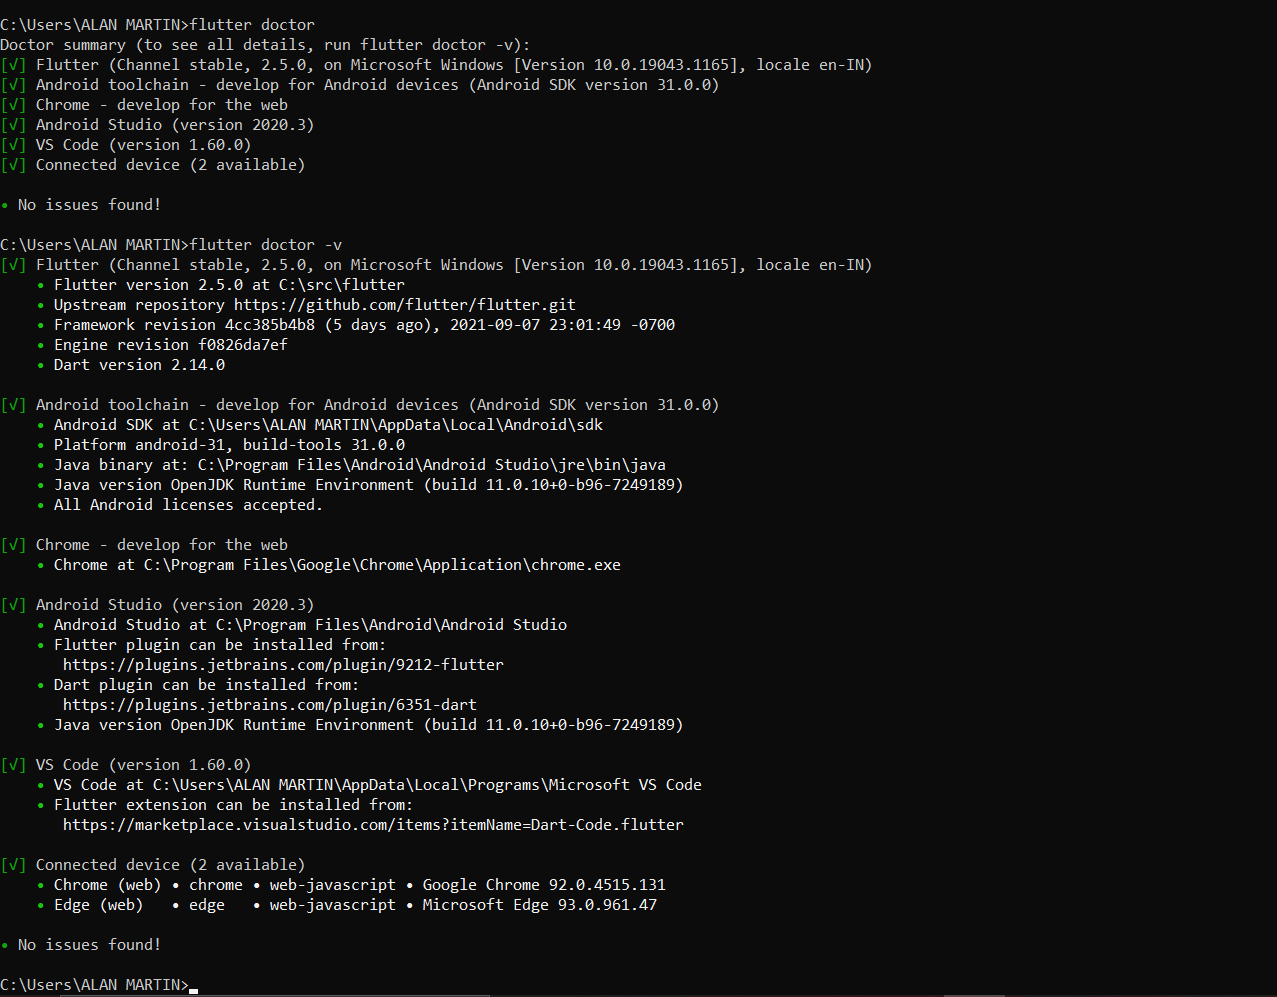 C:\Users\ALAN MARTIN>flutter doctor
Doctor summary (to see all details, run flutter doctor -v):
[√] Flutter (Channel stable, 2.5.0, on Microsoft Windows [Version 10.0.19043.1165], locale en-IN)
[√] Android toolchain - develop for Android devices (Android SDK version 31.0.0)
[√] Chrome - develop for the web
[√] Android Studio (version 2020.3)
[√] VS Code (version 1.60.0)
[√] Connected device (2 available)
• No issues found!
C:\Users\ALAN MARTIN>flutter doctor -v
[√] Flutter (Channel stable, 2.5.0, on Microsoft Windows [Version 10.0.19043.1165], locale en-IN)
• Flutter version 2.5.0 at C:\src\flutter
• Upstream repository https://github.com/flutter/flutter.git
• Framework revision 4cc385b4b8 (5 days ago), 2021-09-07 23:01:49 -0700
• Engine revision f0826da7ef
• Dart version 2.14.0
[√] Android toolchain - develop for Android devices (Android SDK version 31.0.0)
• Android SDK at C:\Users\ALAN MARTIN\AppData\Local\Android\sdk
• Platform android-31, build-tools 31.0.0
• Java binary at: C:\Program Files\Android\Android Studio\jre\bin\java
• Java version OpenJDK Runtime Environment (build 11.0.10+0-b96-7249189)
• All Android licenses accepted.
[√] Chrome - develop for the web
• Chrome at C:\Program Files\Google\Chrome\Application\chrome.exe
[√] Android Studio (version 2020.3)
• Android Studio at C:\Program Files\Android\Android Studio
• Flutter plugin can be installed from:
https://plugins.jetbrains.com/plugin/9212-flutter
• Dart plugin can be installed from:
https://plugins.jetbrains.com/plugin/6351-dart
• Java version OpenJDK Runtime Environment (build 11.0.10+0-b96-7249189)
[√] VS Code (version 1.60.0)
• VS Code at C:\Users\ALAN MARTIN\AppData\Local\Programs\Microsoft VS Code
• Flutter extension can be installed from:
https://marketplace.visualstudio.com/items?itemName=Dart-Code.flutter
[√] Connected device (2 available)
• Chrome (web) • chrome • web-javascript • Google Chrome 92.0.4515.131
• Edge (web)   • edge   • web-javascript • Microsoft Edge 93.0.961.47
• No issues found!
C:\Users\ALAN MARTIN>